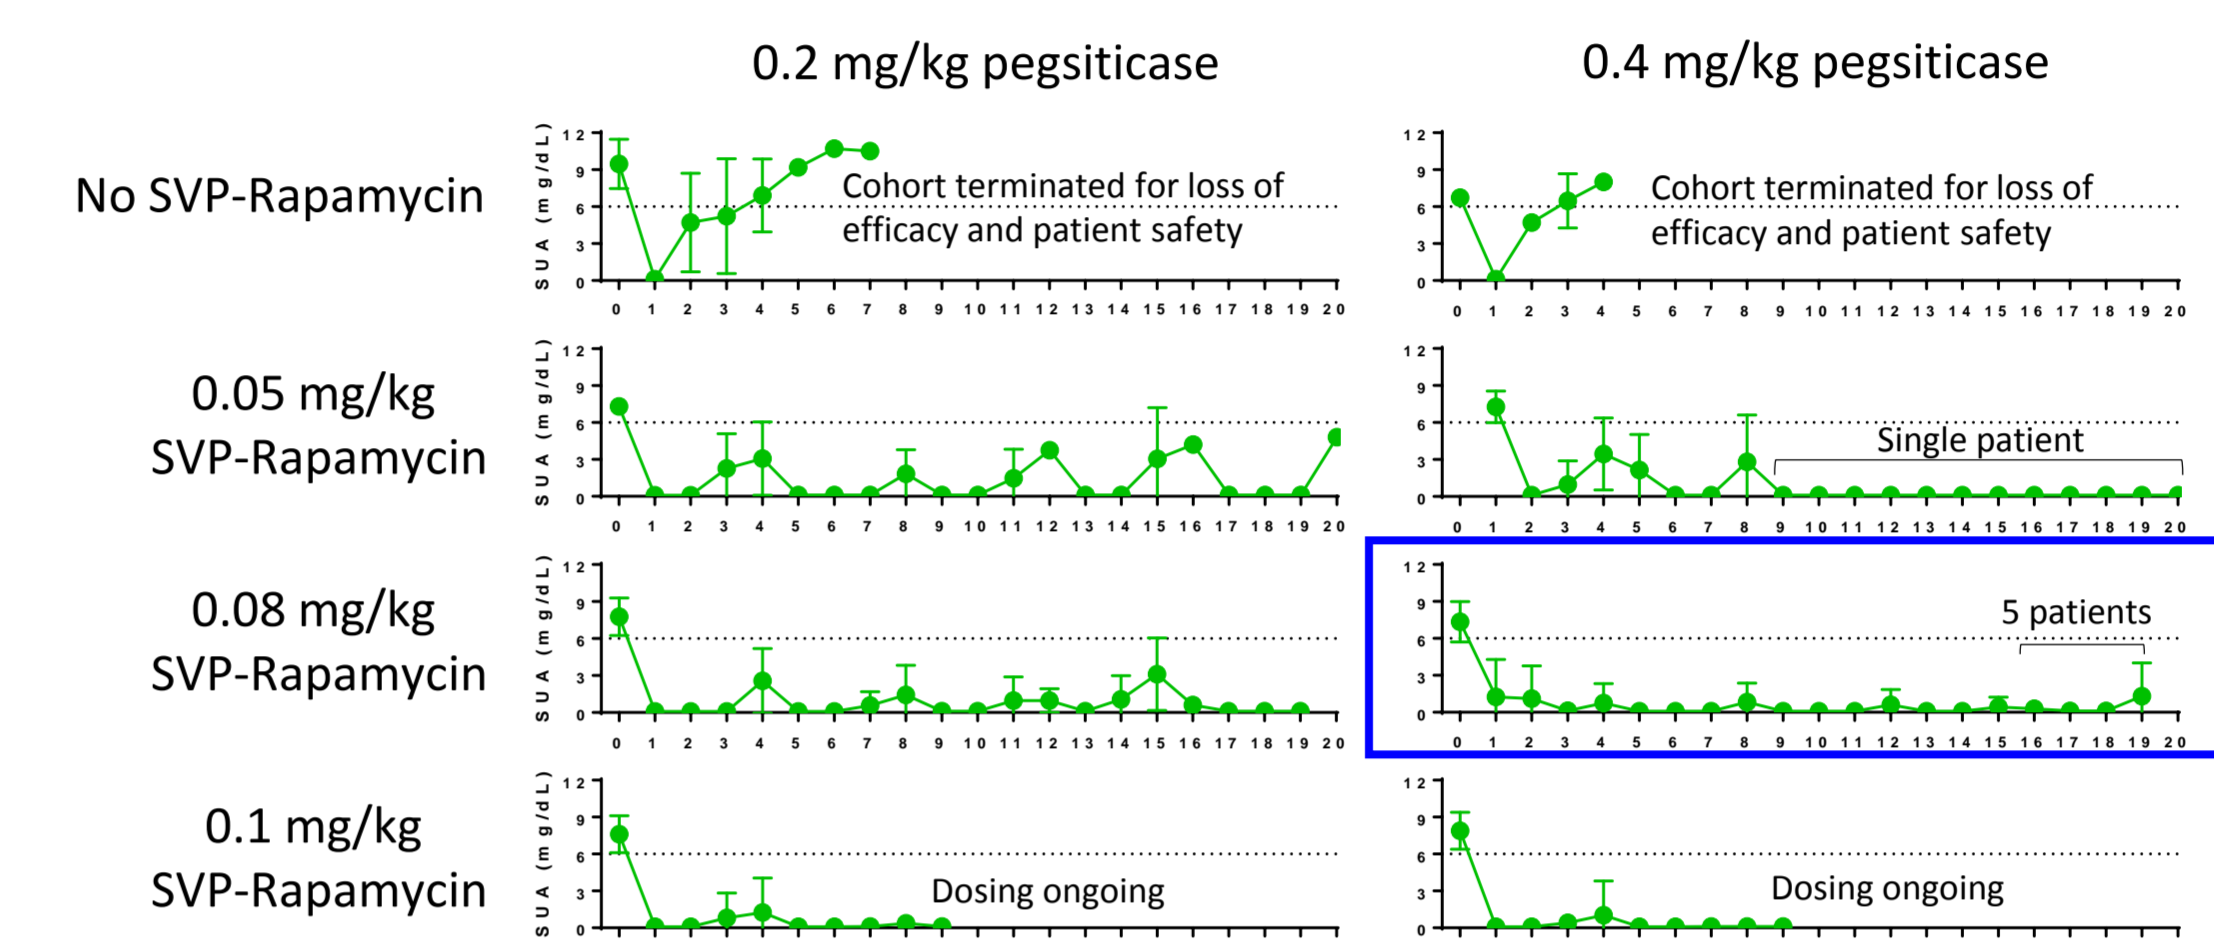 0.2 mg/kg pegsiticase
0.4 mg/kg pegsiticase
No SVP-Rapamycin
SUA (mg/dL)
12
9
6
3
0
Cohort terminated for loss of
efficacy and patient safety
0 1 2 3 4 5 6 7 8 9 10 11 12 13 14 15 16 17 18 19 20
12
9
6
3
0
Cohort terminated for loss of
efficacy and patient safety
0 1 2 3 4 5 6 7 8 9 10 11 12 13 14 15 16 17 18 19 20
0.05 mg/kg
SVP-Rapamycin
SUA (mg/dL)
12
9
6
3
0
0 1 2 3 4 5 6 7 8 9 10 11 12 13 14 15 16 17 18 19 20
12
9
6
3
0
Single patient
0 1 2 3 4 5 6 7 8 9 10 11 12 13 14 15 16 17 18 19 20
0.08 mg/kg
SVP-Rapamycin
SUA (mg/dL)
12
9
6
3
0
0 1 2 3 4 5 6 7 8 9 10 11 12 13 14 15 16 17 18 19 20
12
9
6
3
0
5 patients
0 1 2 3 4 5 6 7 8 9 10 11 12 13 14 15 16 17 18 19 20
0.1 mg/kg
SVP-Rapamycin
SUA (mg/dL)
12
9
6
3
0
Dosing ongoing
12
9
6
3
0
Dosing ongoing